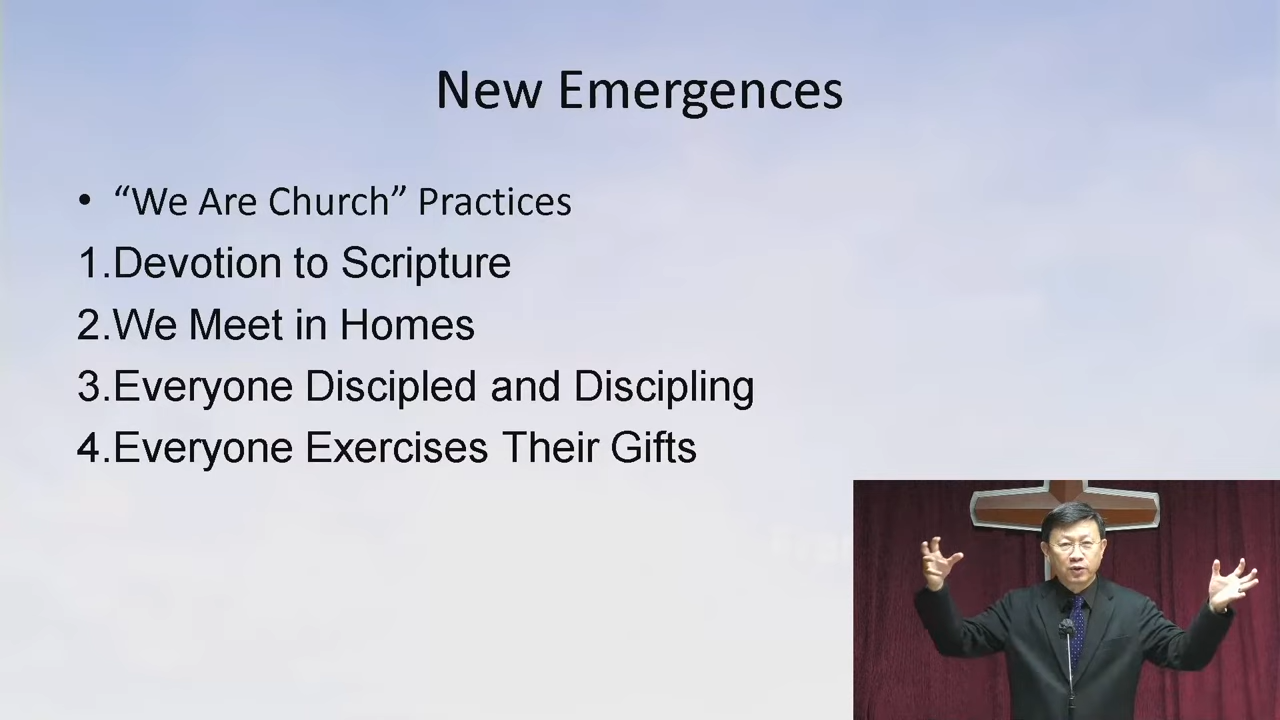 New Emergences
• “We Are Church” Practices
1.Devotion to Scripture
2.We Meet in Homes
3.Everyone Discipled and Discipling
4.Everyone Exercises Their Gifts